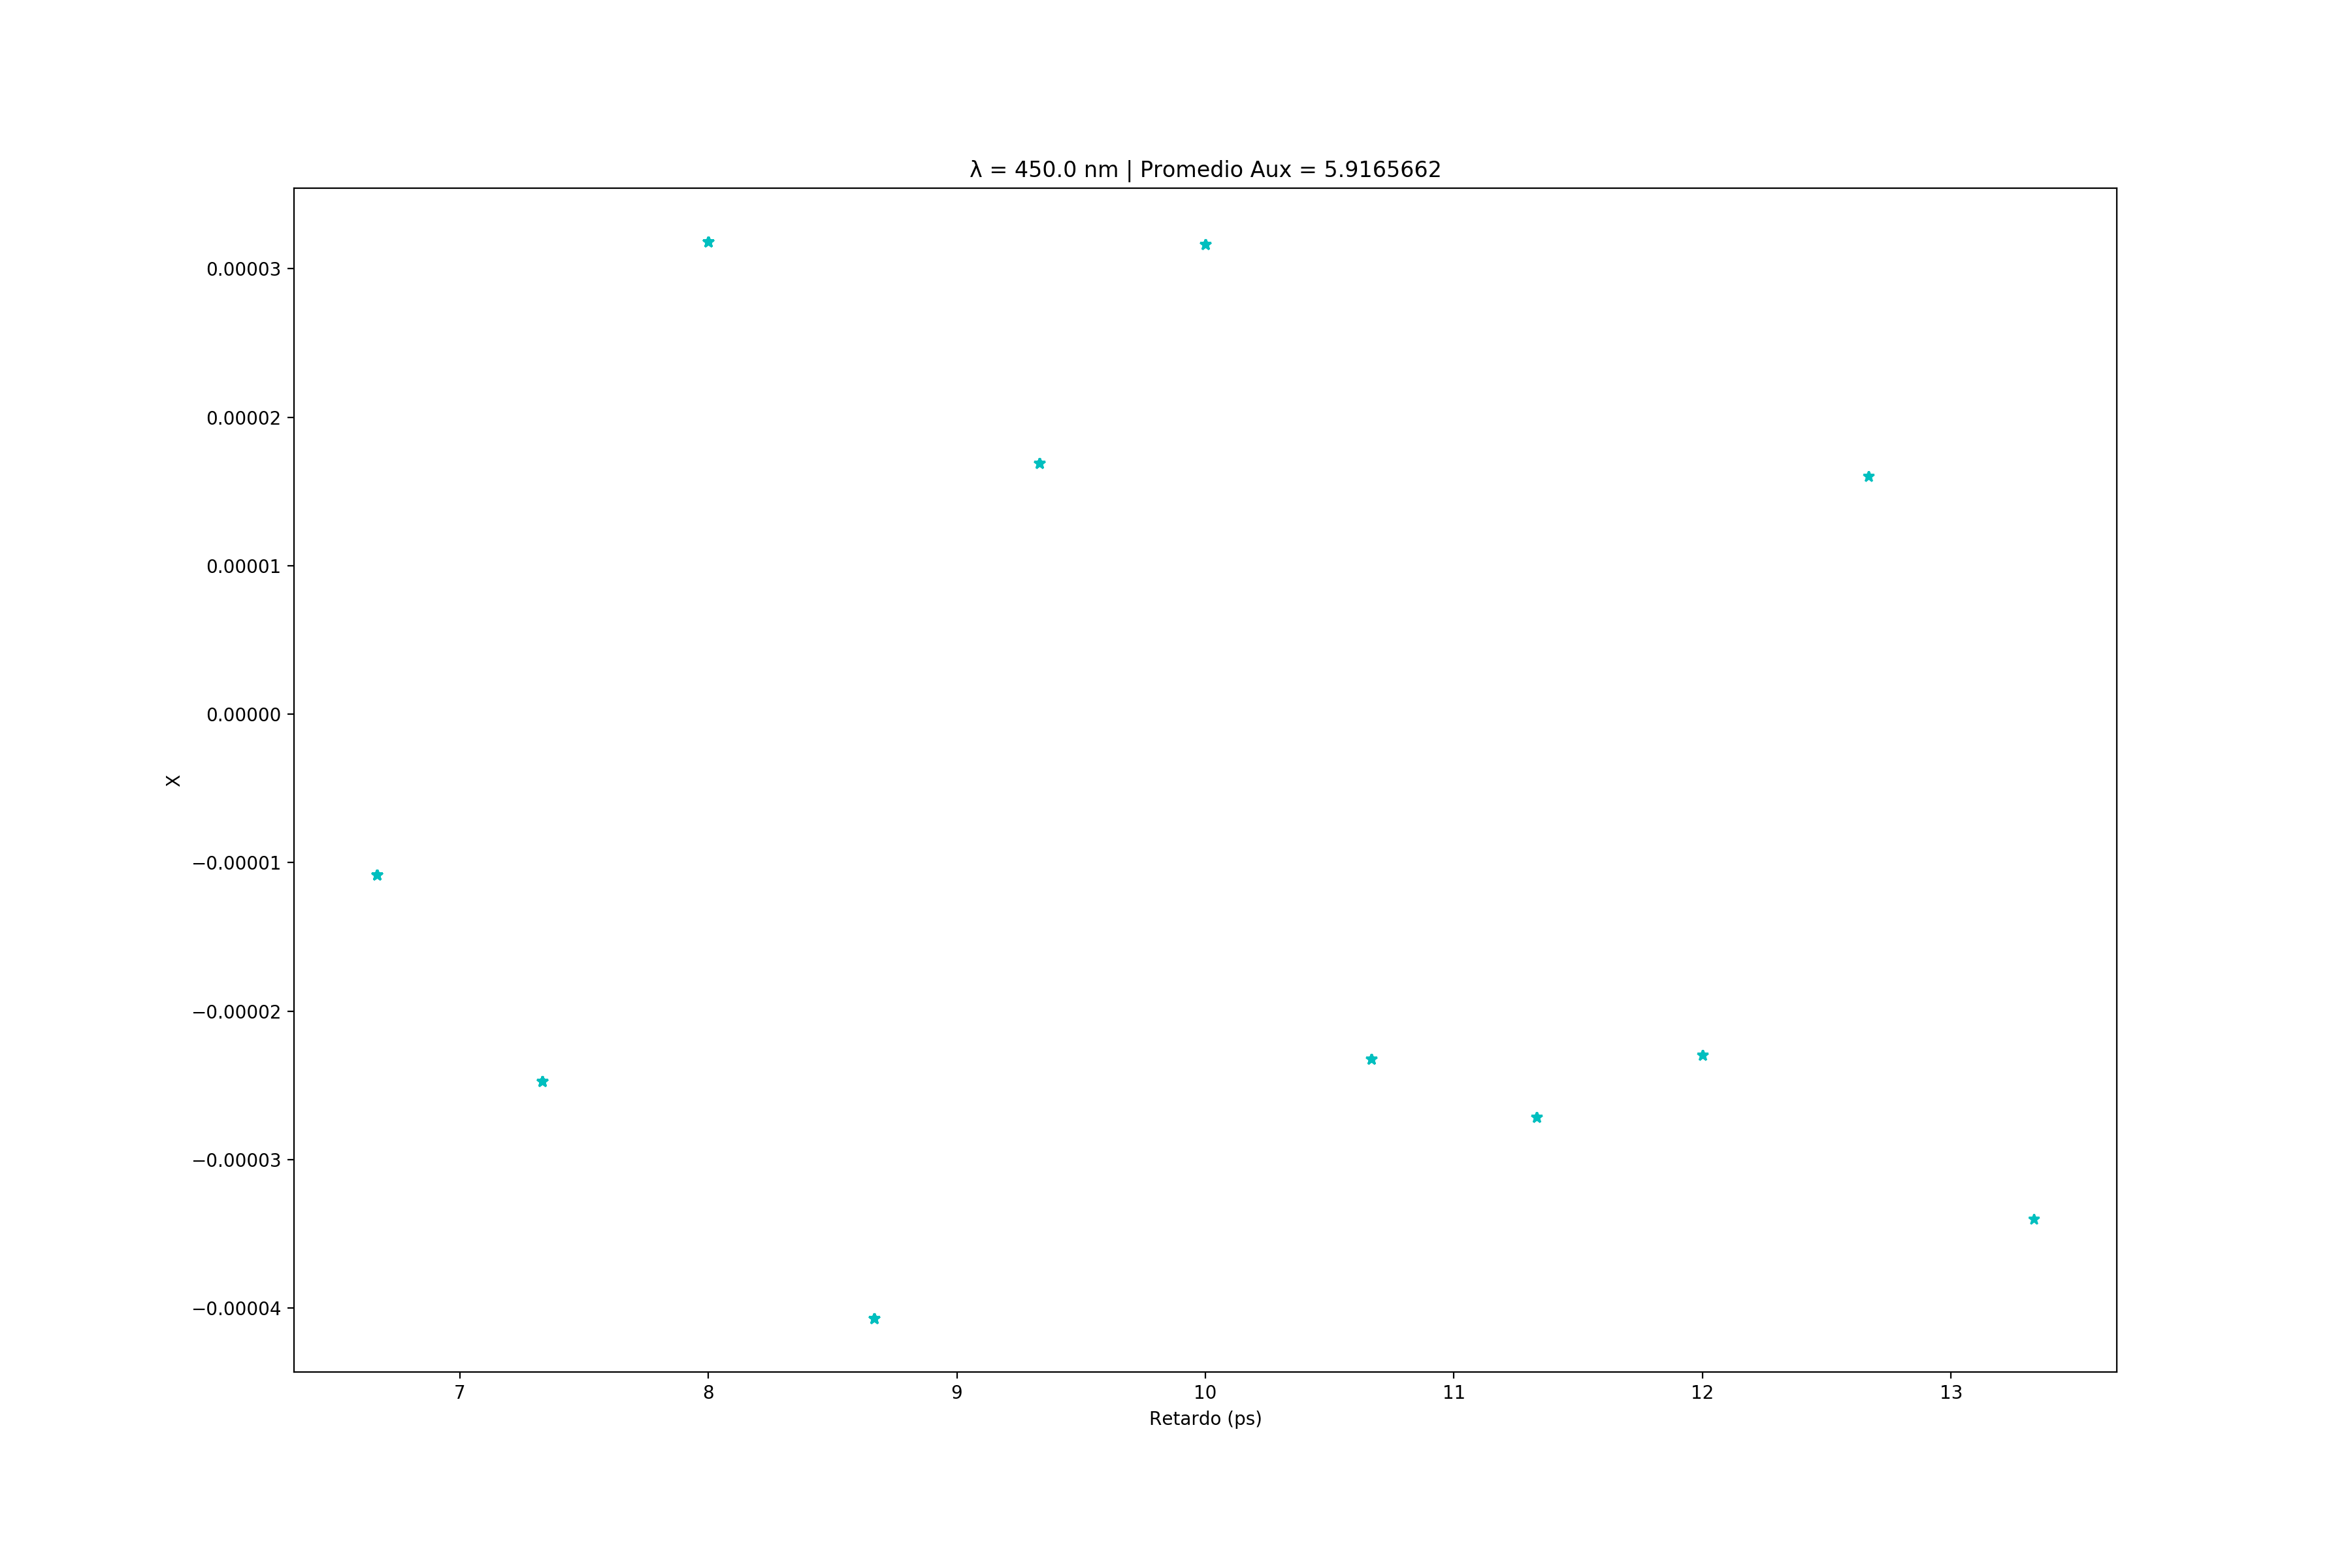 λ = 450.0 nm | Promedio Aux = 5.9165662
0.00003
0.00002
0.00001
0.00000
−0.00001
−0.00002
−0.00003
−0.00004
X
7 8 9 10 11 12 13
Retardo (ps)